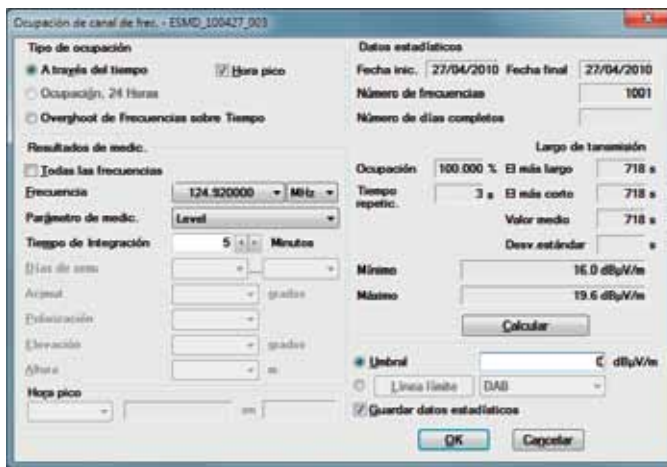 Ocupación de canal de frec. - ESMD_100427_003
Tipo de ocupación
A través del tiempo
Hora pico
Ocupación, 24 Horas
Overghoot de Frecuencias sobre Tiempo
Resultados de medic.
Todas las frecuencias
Frecuencia 124.920000 MHz
Parámetro de medic. Level
Tiempo de Integración 5 Minutos
Días de sema
Acimut grados
Polarización
Elevación grados
Altura m
Hora pico
en
Datos estadísticos
Fecha inic. 27/04/2010 Fecha final 27/04/2010
Número de frecuencias 1001
Número de días completos
Largo de tansmisión
Ocupación 100.000 % El más largo 718 s
Tiempo repetic. 3 s El más corto 718 s
Valor medio 718 s
Desv.estándar s
Mínimo 16.0 dBµV/m
Máximo 19.6 dBµV/m
Calcular
Umbral dBµV/m
Línea límite DAB
Guardar datos estadísticos
OK Cancelar